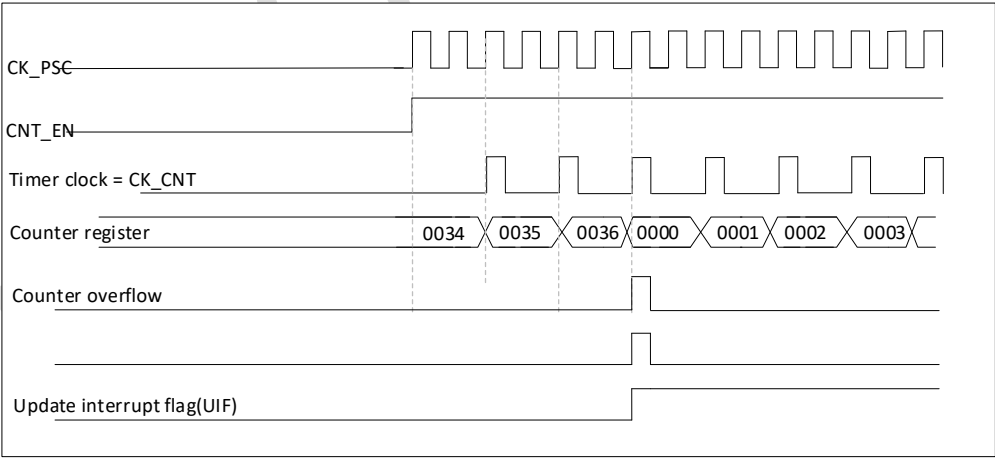 CK_PSC
CNT_EN
Timer clock = CK_CNT
Counter register 0034 0035 0036 0000 0001 0002 0003
Counter overflow
Update interrupt flag(UIF)